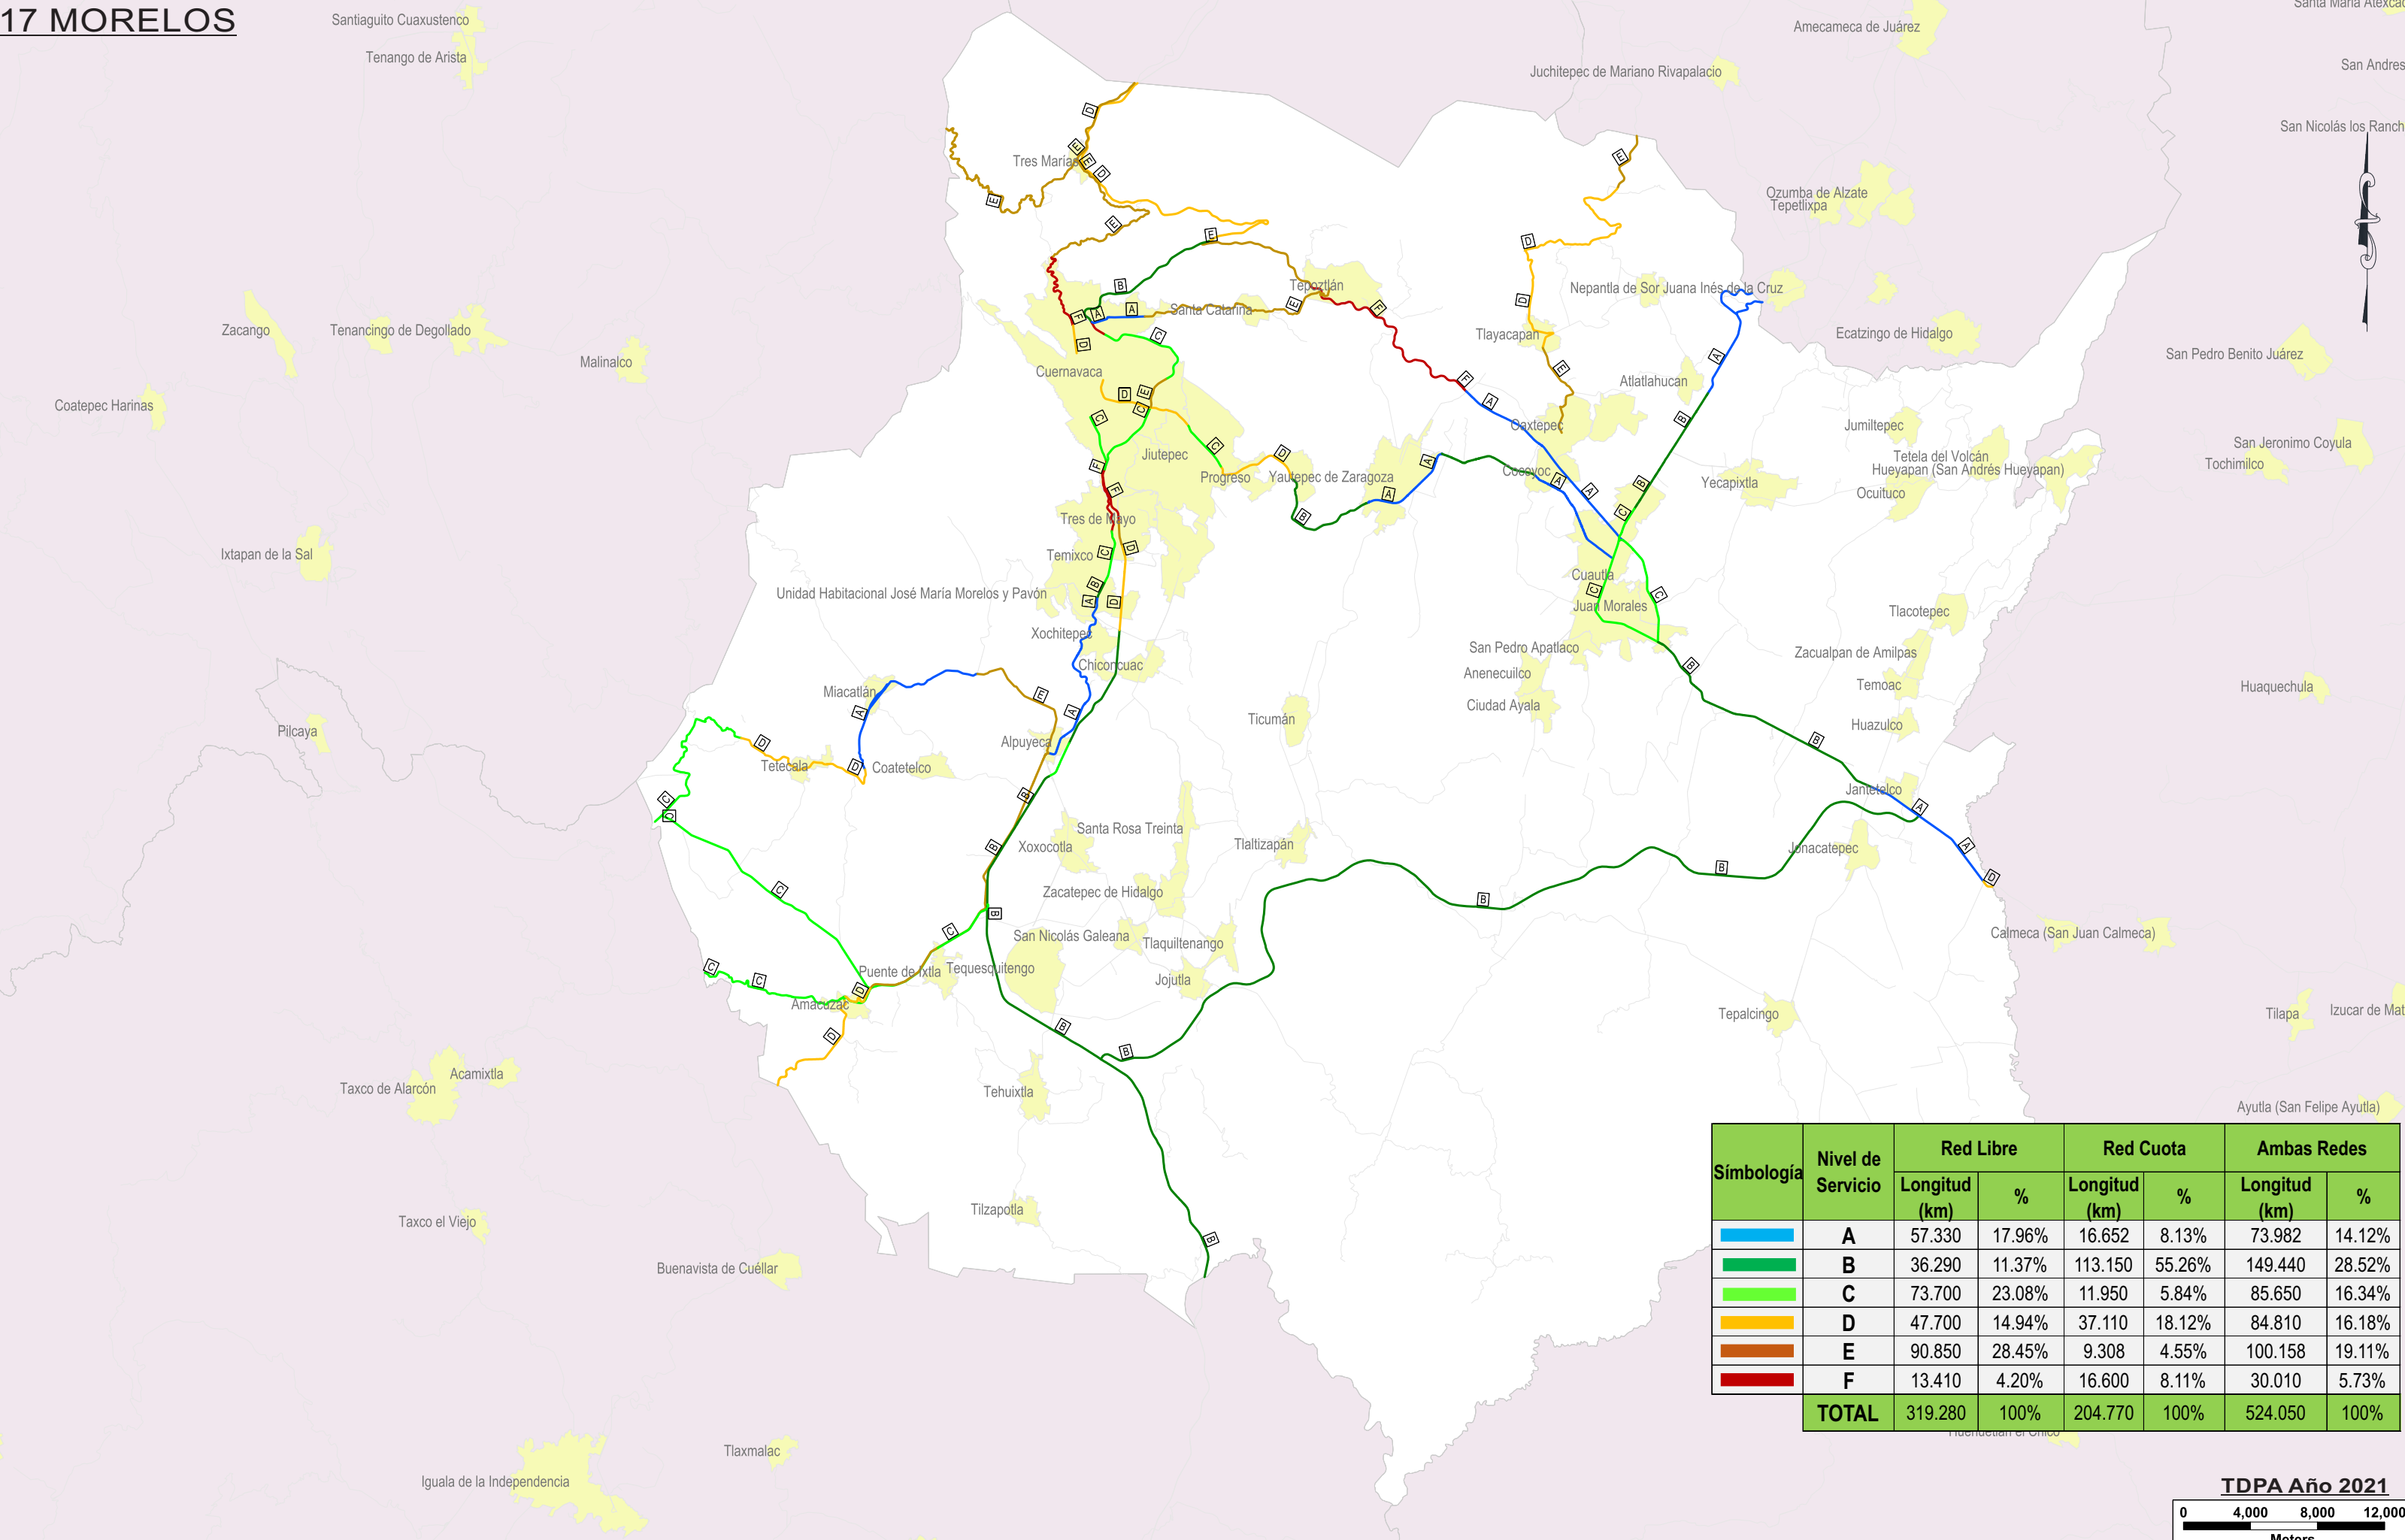 17 MORELOS
Santiaguito Cuaxustenco
Tenango de Arista
Amecameca de Juárez
Juchitepec de Mariano Rivapalacio
San Andres
San Nicolás los Ranch
Tres Marías
Ozumba de Alzate
Tepetlixpa
Nepantla de Sor Juana Inés de la Cruz
Tepoztlán
Santa Catarina
Zacango
Tenancingo de Degollado
Malinalco
Tlayacapan
Ecatzingo de Hidalgo
San Pedro Benito Juárez
Cuernavaca
Atlatlahucan
Coatepec Harinas
Oaxtepec
Jumiltepec
San Jeronimo Coyula
Jiutepec
Tetela del Volcán
Tochimilco
Progreso
Yautepec de Zaragoza
Cocoyoc
Hueyapan (San Andrés Hueyapan)
Yecapixtla
Ocuituco
Tres de Mayo
Ixtapan de la Sal
Temixco
Cuautla
Unidad Habitacional José María Morelos y Pavón
Juan Morales
Tlacotepec
Xochitepec
San Pedro Apatlaco
Zacualpan de Amilpas
Chiconcuac
Anenecuilco
Miacatlán
Temoac
Huaquechula
Ciudad Ayala
Ticumán
Huazulco
Pilcaya
Alpuyeca
Tetecala
Coatetelco
Jantetelco
Santa Rosa Treinta
Xoxocotla
Tlaltizapán
Jonacatepec
Zacatepec de Hidalgo
San Nicolás Galeana
Tlaquiltenango
Calmeca (San Juan Calmeca)
Puente de Ixtla
Tequesquitengo
Jojutla
Amacuzac
Tepalcingo
Tilapa
Izucar de Mat
Acamixtla
Taxco de Alarcón
Tehuixtla
Ayutla (San Felipe Ayutla)
Tilzapotla
Taxco el Viejo
Buenavista de Cuéllar
Tlaxmalac
Iguala de la Independencia
Símbología Nivel de Servicio Red Libre Red Cuota Ambas Redes
Longitud (km) % Longitud (km) % Longitud (km) %
A 57.330 17.96% 16.652 8.13% 73.982 14.12%
B 36.290 11.37% 113.150 55.26% 149.440 28.52%
C 73.700 23.08% 11.950 5.84% 85.650 16.34%
D 47.700 14.94% 37.110 18.12% 84.810 16.18%
E 90.850 28.45% 9.308 4.55% 100.158 19.11%
F 13.410 4.20% 16.600 8.11% 30.010 5.73%
TOTAL 319.280 100% 204.770 100% 524.050 100%
TDPA Año 2021
0 4,000 8,000 12,000
Meters